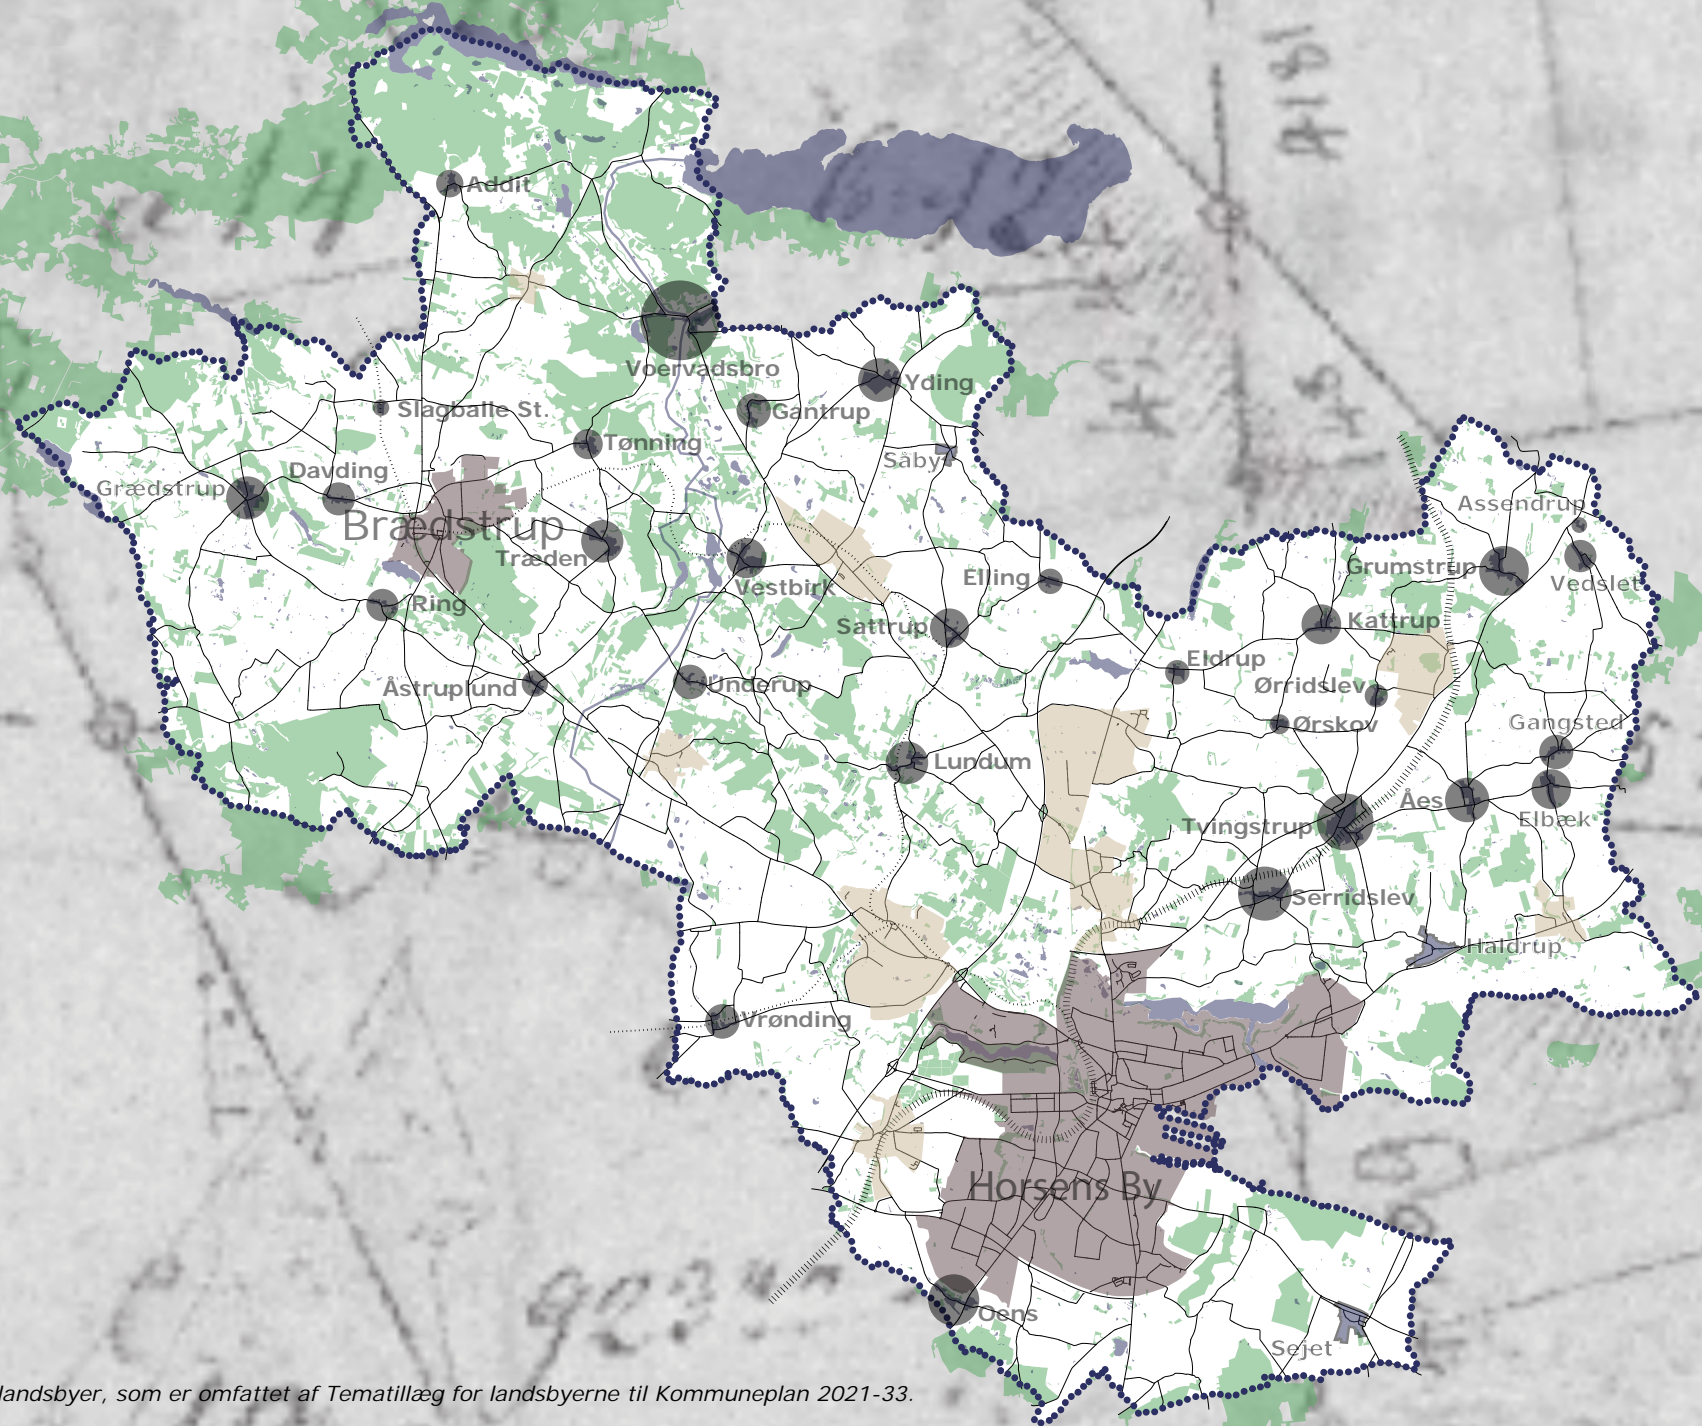 1819
Addit
Voervadsbro
Yding
Slagballe St.
Gantrup
Tønning
Såby
Davding
Grædstrup
Assendrup
Brædstrup
Træden
Grumstrup
Elling
Vedslet
Vestbirk
Ring
Sattrup
Kattrup
Eldrup
Åstruplund
Underup
Ørridslev
Ørskov
Gangsted
Lundum
Åes
Elbæk
Tvingstrup
Serridslev
Haldrup
Vrønding
Horsens By
Oens
Sejet
landsbyer, som er omfattet af Tematillæg for landsbyerne til Kommuneplan 2021-33.